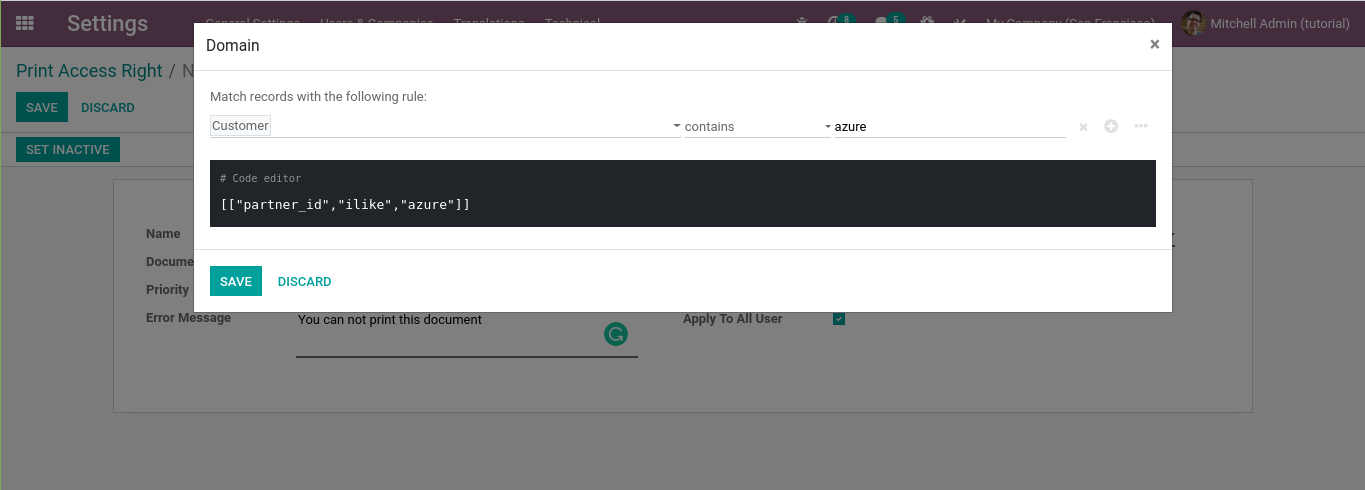 Settings General Settings Users & Companies Translations Technical 8 5 My Company (San Francisco) Mitchell Admin (tutorial)
Domain ×
Print Access Right / N
Match records with the following rule:
SAVE DISCARD
Customer contains azure
SET INACTIVE
# Code editor
[["partner_id","ilike","azure"]]
Name
Docume
Priority
SAVE DISCARD
Error Message You can not print this document Apply To All User